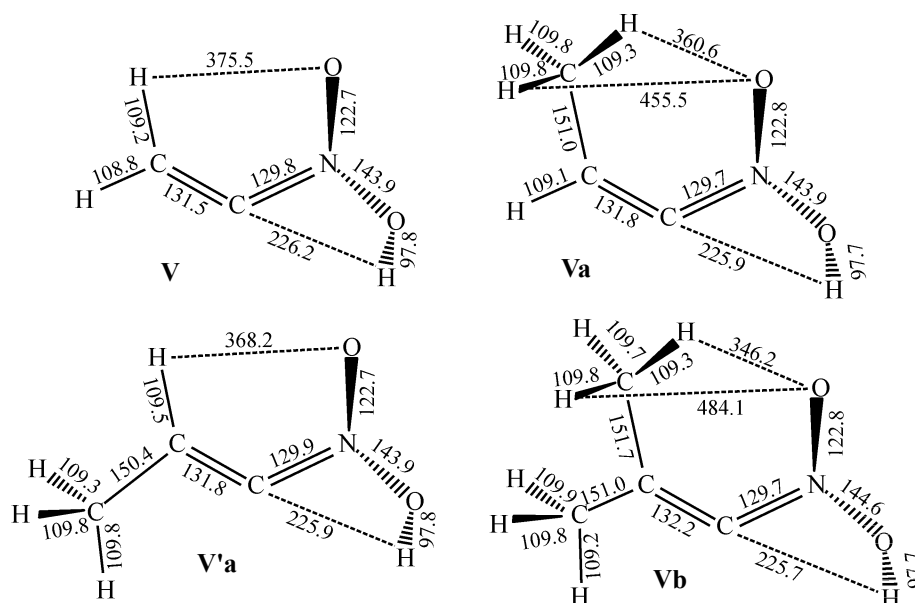 H 375.5 O
109.2 122.7
108.8 C 129.8 N 143.9
H 131.5 C O
226.2 97.8
H
V
H 109.8 H 360.6
109.8 C 109.3 O
H 455.5
151.0 122.8
109.1 C 129.7 N 143.9
H 131.8 C O
225.9 97.7
H
Va
H 368.2 O
109.5 122.7
150.4 C 129.9 N 143.9
H 109.3 131.8 C O
H 109.8 C 109.8 225.9 97.8
H H
V'a
H 109.7 H 346.2
109.8 C 109.3 O
H 484.1
151.7 122.8
H 109.9 151.0 C 129.7 N 144.6
H C 132.2 C O
109.8 109.2 225.7 97.7
H H
Vb